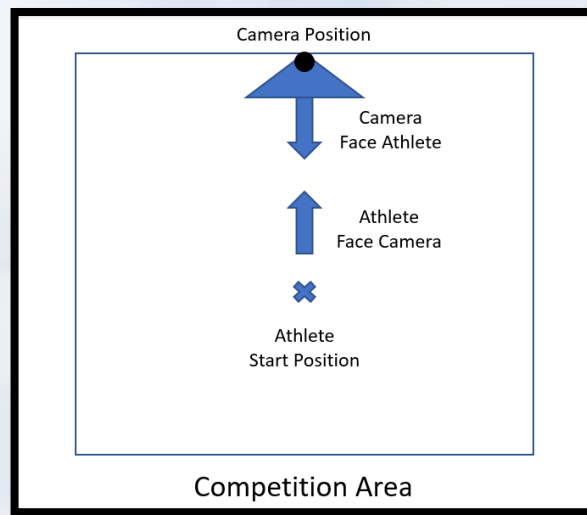 Camera Position
Camera
Face Athlete
Athlete
Face Camera
Athlete
Start Position
Competition Area